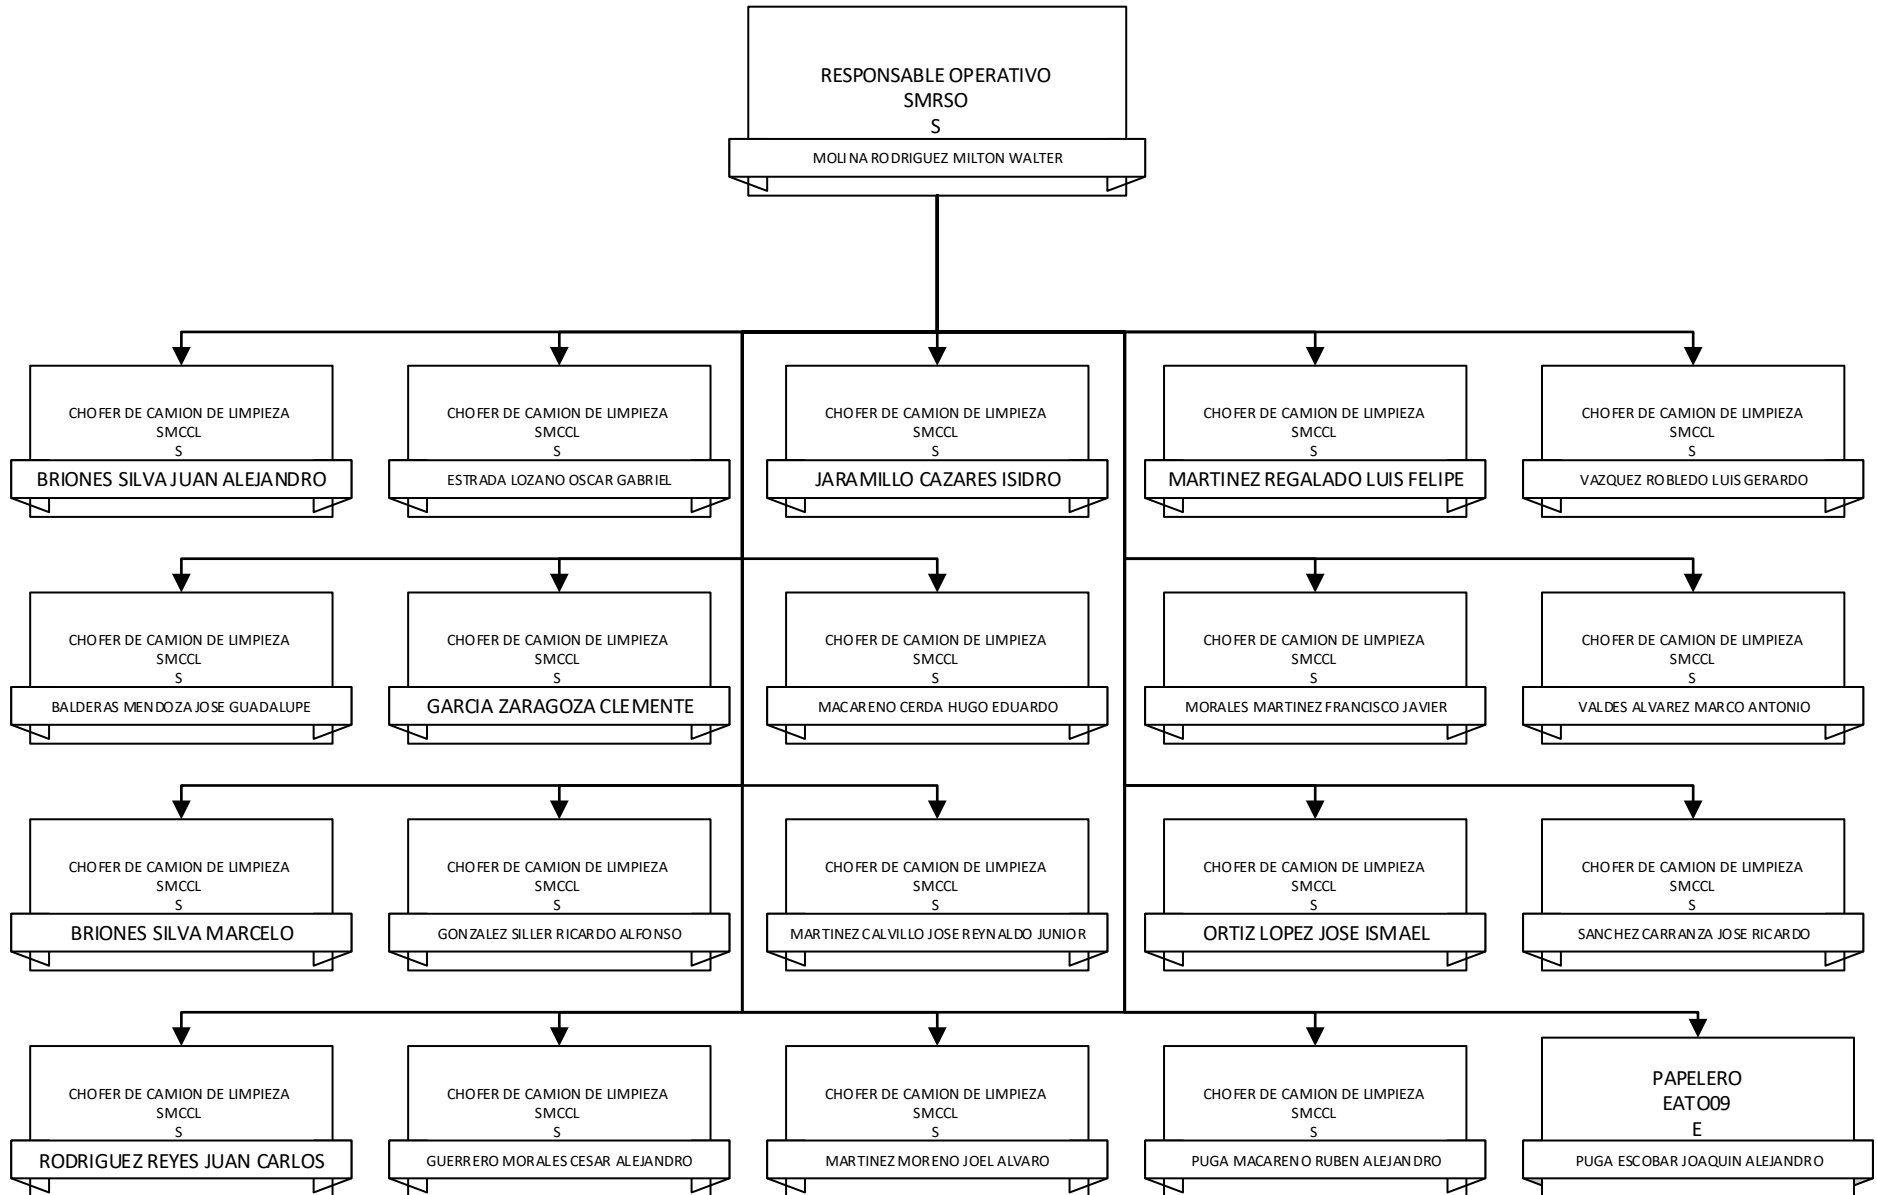 RESPONSABLE OPERATIVO
SMRSO
S
MOLINA RODRIGUEZ MILTON WALTER
CHOFER DE CAMION DE LIMPIEZA
SMCCL
S
BRIONES SILVA JUAN ALEJANDRO
CHOFER DE CAMION DE LIMPIEZA
SMCCL
S
ESTRADA LOZANO OSCAR GABRIEL
CHOFER DE CAMION DE LIMPIEZA
SMCCL
S
JARAMILLO CAZARES ISIDRO
CHOFER DE CAMION DE LIMPIEZA
SMCCL
S
MARTINEZ REGALADO LUIS FELIPE
CHOFER DE CAMION DE LIMPIEZA
SMCCL
S
VAZQUEZ ROBLEDO LUIS GERARDO
CHOFER DE CAMION DE LIMPIEZA
SMCCL
S
BALDERAS MENDOZA JOSE GUADALUPE
CHOFER DE CAMION DE LIMPIEZA
SMCCL
S
GARCIA ZARAGOZA CLEMENTE
CHOFER DE CAMION DE LIMPIEZA
SMCCL
S
MACARENO CERDA HUGO EDUARDO
CHOFER DE CAMION DE LIMPIEZA
SMCCL
S
MORALES MARTINEZ FRANCISCO JAVIER
CHOFER DE CAMION DE LIMPIEZA
SMCCL
S
VALDES ALVAREZ MARCO ANTONIO
CHOFER DE CAMION DE LIMPIEZA
SMCCL
S
BRIONES SILVA MARCELO
CHOFER DE CAMION DE LIMPIEZA
SMCCL
S
GONZALEZ SILLER RICARDO ALFONSO
CHOFER DE CAMION DE LIMPIEZA
SMCCL
S
MARTINEZ CALVILLO JOSE REYNALDO JUNIOR
CHOFER DE CAMION DE LIMPIEZA
SMCCL
S
ORTIZ LOPEZ JOSE ISMAEL
CHOFER DE CAMION DE LIMPIEZA
SMCCL
S
SANCHEZ CARRANZA JOSE RICARDO
CHOFER DE CAMION DE LIMPIEZA
SMCCL
S
RODRIGUEZ REYES JUAN CARLOS
CHOFER DE CAMION DE LIMPIEZA
SMCCL
S
GUERRERO MORALES CESAR ALEJANDRO
CHOFER DE CAMION DE LIMPIEZA
SMCCL
S
MARTINEZ MORENO JOEL ALVARO
CHOFER DE CAMION DE LIMPIEZA
SMCCL
S
PUGA MACARENO RUBEN ALEJANDRO
PAPELERO
EATO09
E
PUGA ESCOBAR JOAQUIN ALEJANDRO